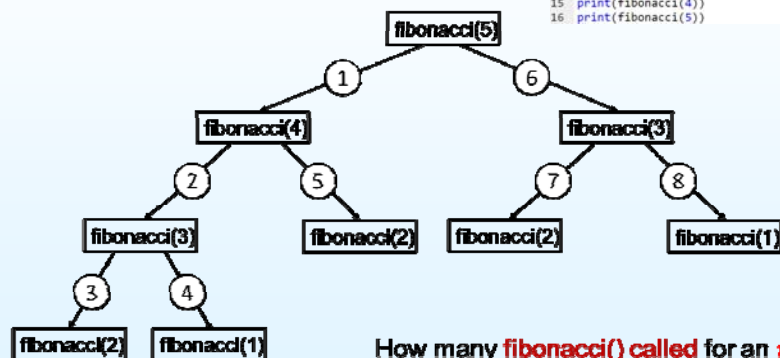 15 print(fibonacci(4))
16 print(fibonacci(5))
fibonacci(5)
1
6
fibonacci(4)
fibonacci(3)
2
5
7
8
fibonacci(3)
fibonacci(2)
fibonacci(2)
fibonacci(1)
3
4
fibonacci(2)
fibonacci(1)
How many fibonacci() called for an